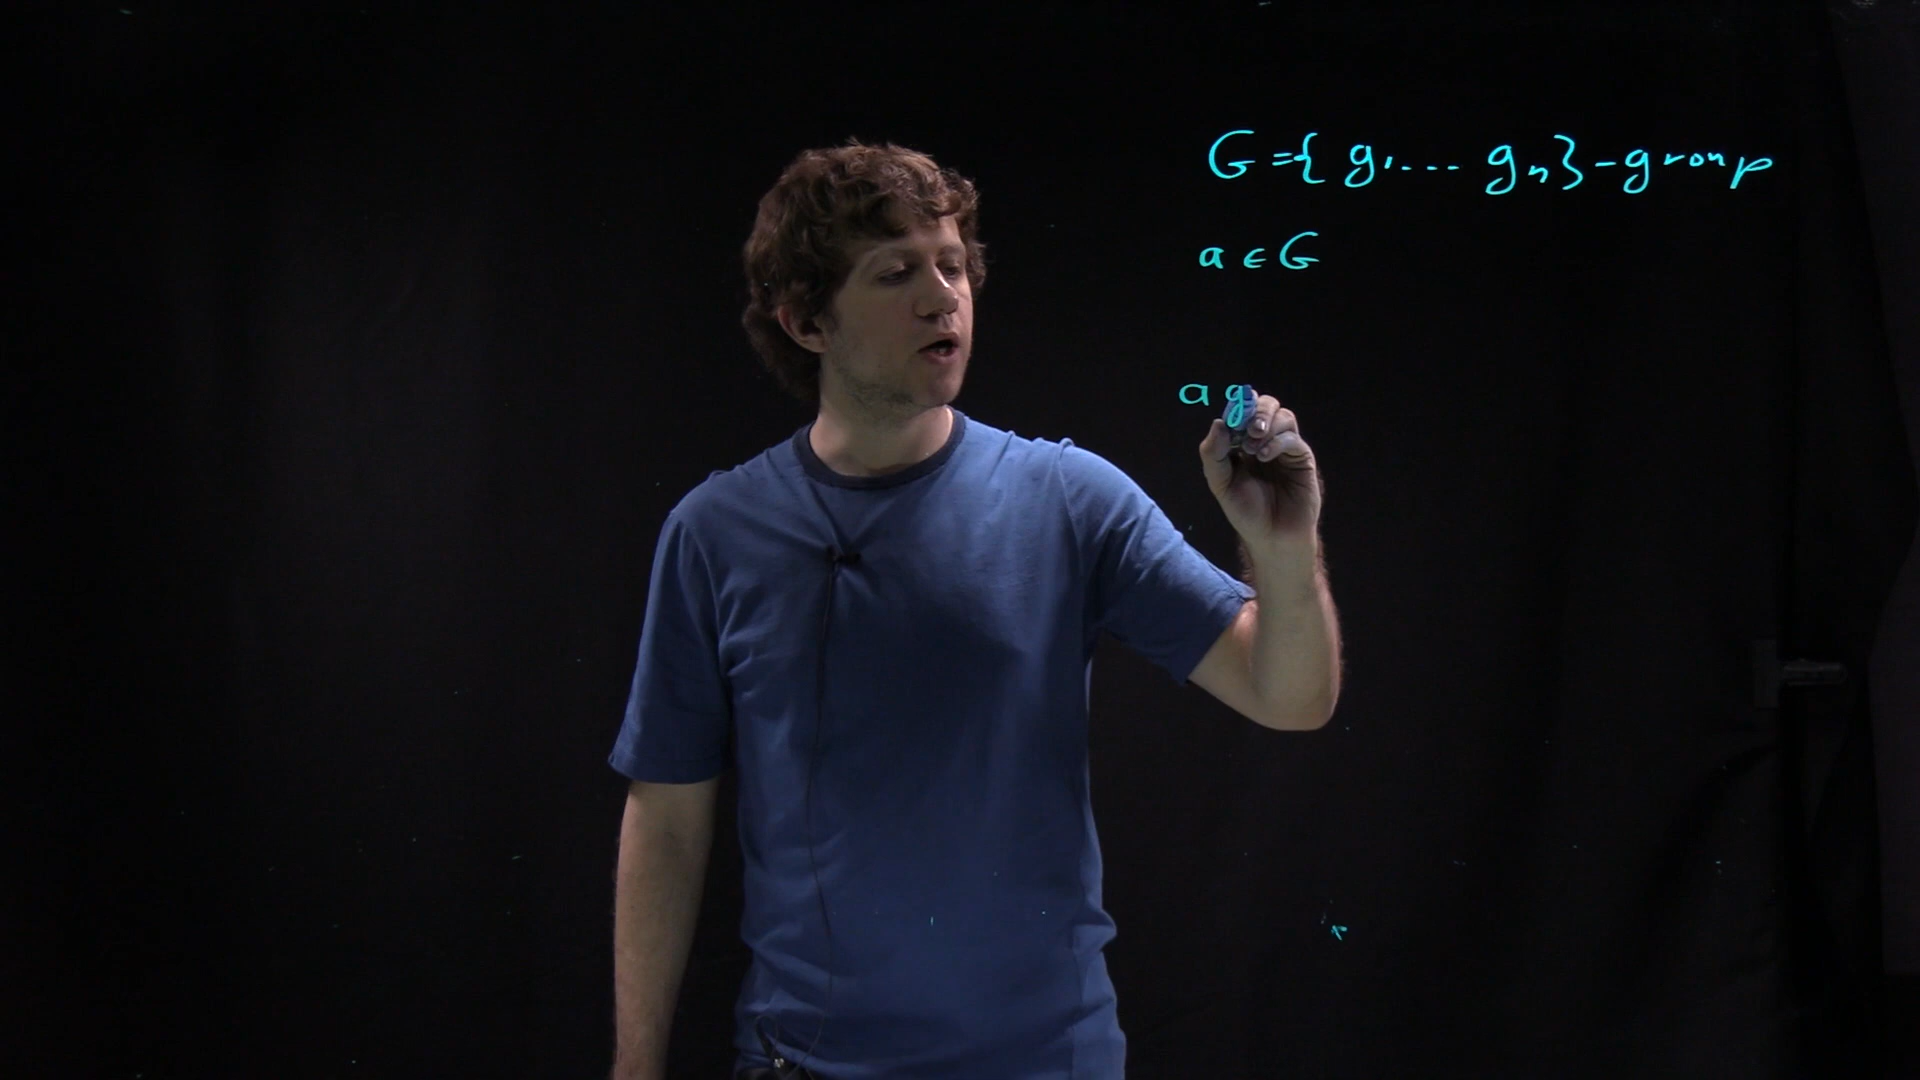 G = { g1 ... gn } - group
a ∈ G
a g